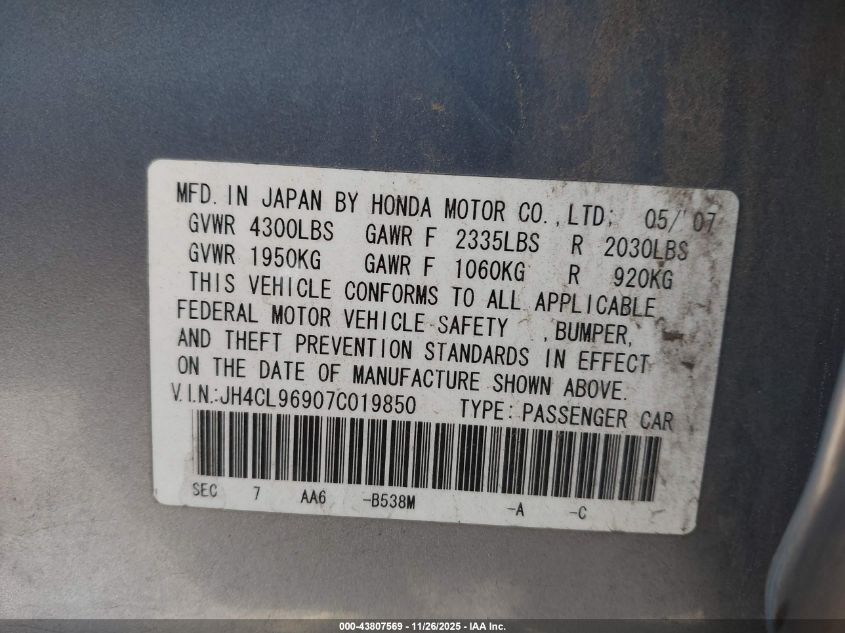 MFD. IN JAPAN BY HONDA MOTOR CO., LTD; 05/ 07
GVWR 4300LBS GAWR F 2335LBS R 2030LBS
GVWR 1950KG GAWR F 1060KG R 920KG
THIS VEHICLE CONFORMS TO ALL APPLICABLE
FEDERAL MOTOR VEHICLE SAFETY , BUMPER,
AND THEFT PREVENTION STANDARDS IN EFFECT
ON THE DATE OF MANUFACTURE SHOWN ABOVE.
V.I.N.: JH4CL96907C019850 TYPE: PASSENGER CAR
SEC 7 AA6 -B538M -A -C
000-43807569 - 11/26/2025 - IAA Inc.